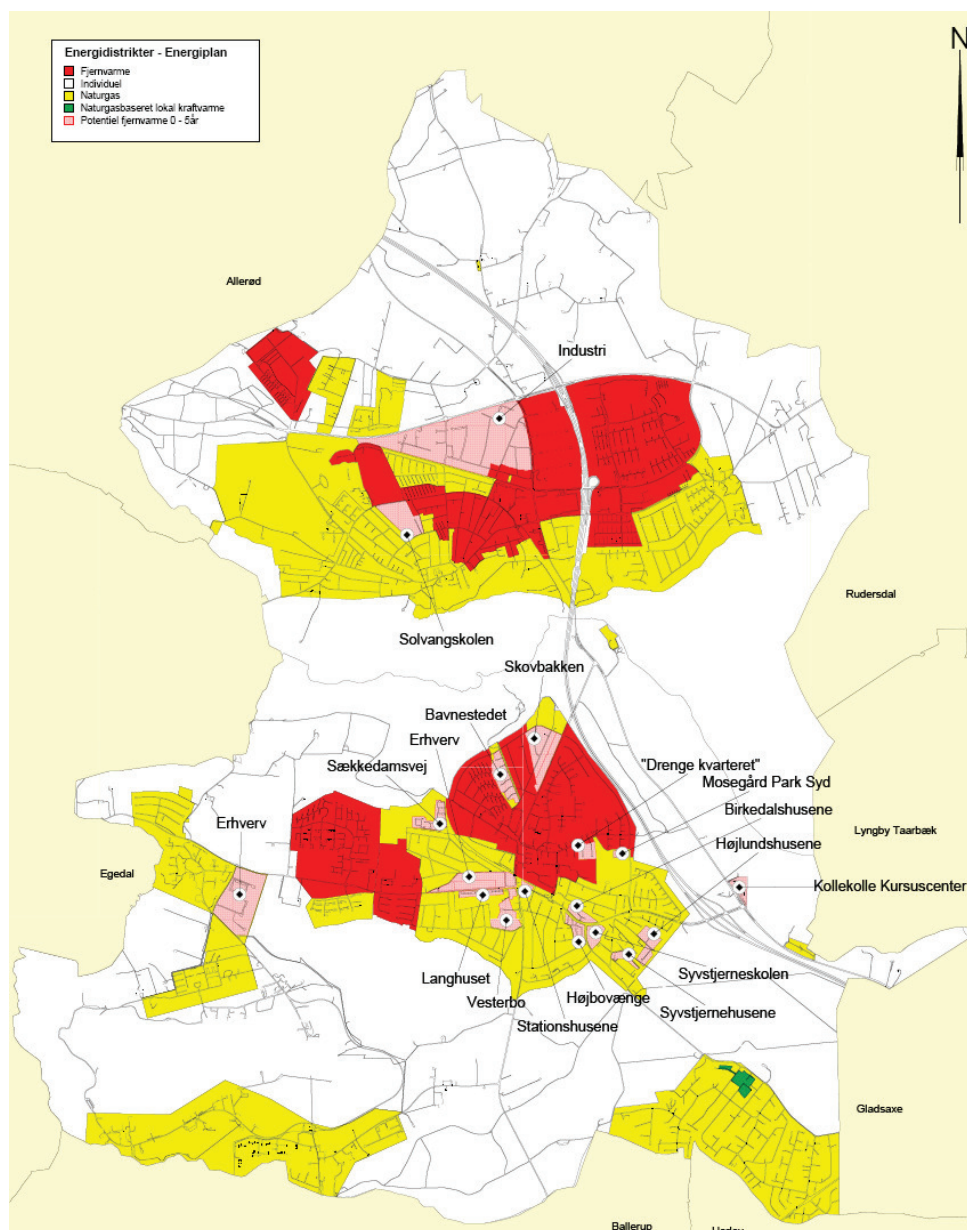 Energidistrikter - Energiplan
Fjernvarme
Individuel
Naturgas
Naturgasbaseret lokal kraftvarme
Potentiel fjernvarme 0 - 5år
N
Allerød
Industri
Rudersdal
Solvangskolen
Skovbakken
Bavnestedet
Erhverv
Sækkedamsvej
"Drenge kvarteret"
Mosegård Park Syd
Birkedalshusene
Erhverv
Højlundshusene
Lyngby Taarbæk
Egedal
Kollekolle Kursuscenter
Langhuset
Syvstjerneskolen
Vesterbo
Højbovænge
Syvstjernehusene
Stationshusene
Gladsaxe
Ballerup